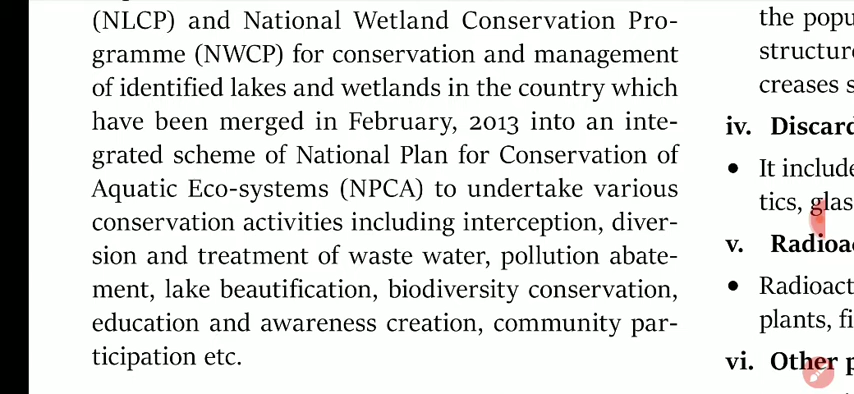 (NLCP) and National Wetland Conservation Pro-
gramme (NWCP) for conservation and management
of identified lakes and wetlands in the country which
have been merged in February, 2013 into an inte-
grated scheme of National Plan for Conservation of
Aquatic Eco-systems (NPCA) to undertake various
conservation activities including interception, diver-
sion and treatment of waste water, pollution abate-
ment, lake beautification, biodiversity conservation,
education and awareness creation, community par-
ticipation etc.
the popu
structure
creases s
iv. Discard
• It include
tics, glas
v. Radioa
• Radioact
plants, fi
vi. Other p